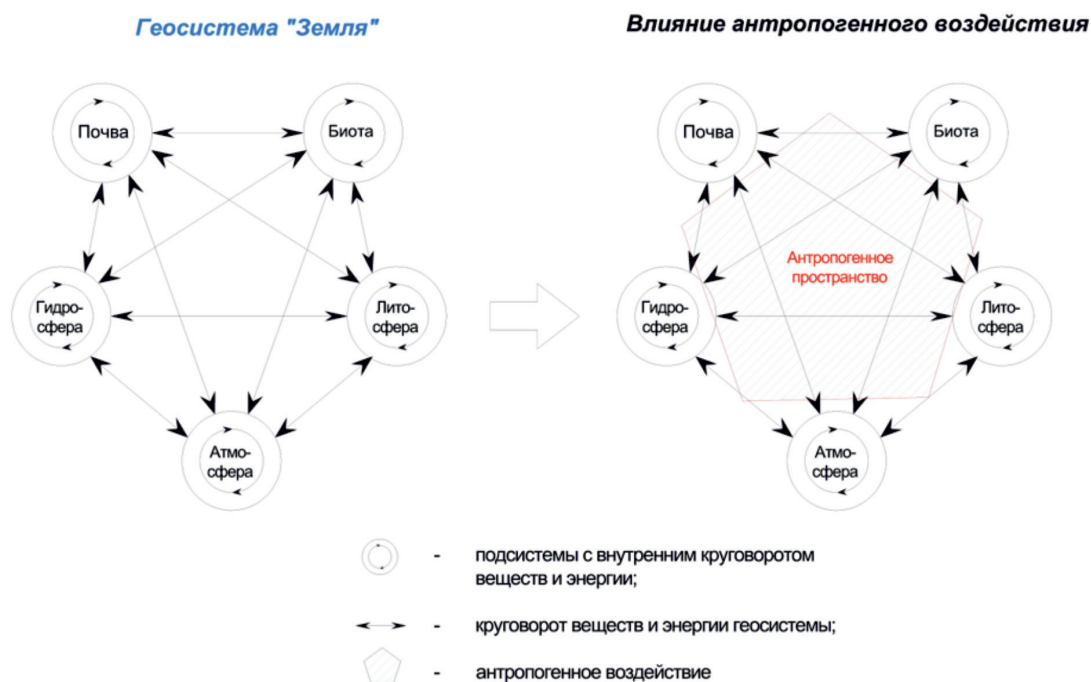 Геосистема "Земля"
Влияние антропогенного воздействия
Почва
Биота
Гидро-
сфера
Лито-
сфера
Атмо-
сфера
Почва
Биота
Антропогенное
пространство
Гидро-
сфера
Лито-
сфера
Атмо-
сфера
- подсистемы с внутренним круговоротом
веществ и энергии;
- круговорот веществ и энергии геосистемы;
- антропогенное воздействие